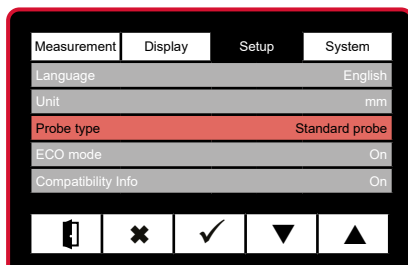 Measurement Display Setup System
Language English
Unit mm
Probe type Standard probe
ECO mode On
Compatibility Info On